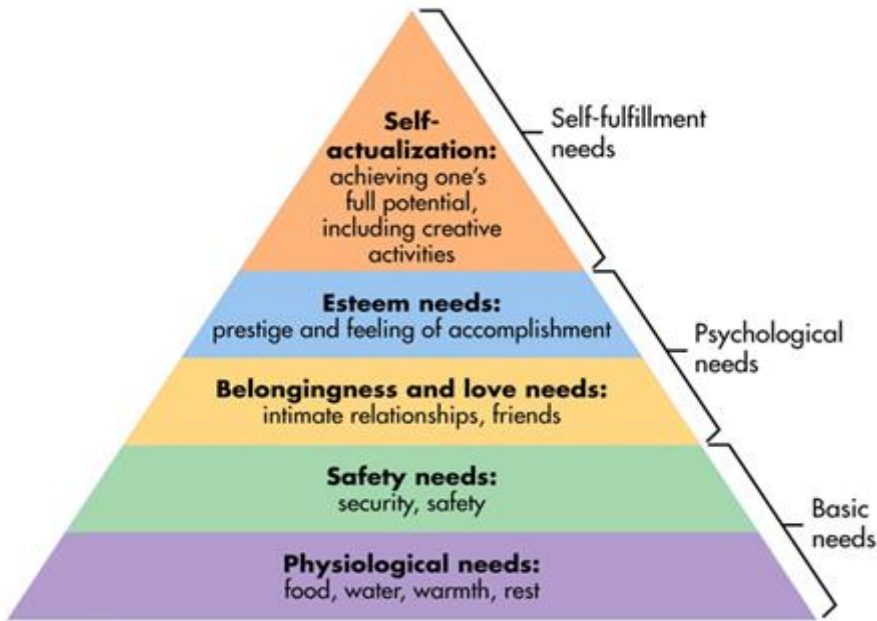 Self-
actualization:
achieving one's
full potential,
including creative
activities
Self-fulfillment
needs
Esteem needs:
prestige and feeling of accomplishment
Psychological
needs
Belongingness and love needs:
intimate relationships, friends
Safety needs:
security, safety
Basic
needs
Physiological needs:
food, water, warmth, rest